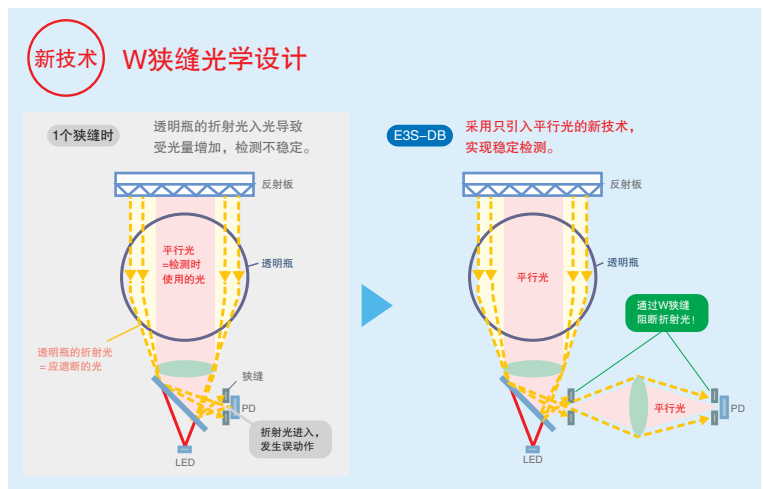 新技术
W狭缝光学设计
1个狭缝时
透明瓶的折射光入光导致
受光量增加，检测不稳定。
反射板
平行光
=检测时
使用的光
透明瓶
透明瓶的折射光
=应遮断的光
狭缝
PD
折射光进入，
发生误动作
LED
E3S-DB
采用只引入平行光的新技术，
实现稳定检测。
反射板
平行光
透明瓶
通过W狭缝
阻断折射光！
平行光
PD
LED